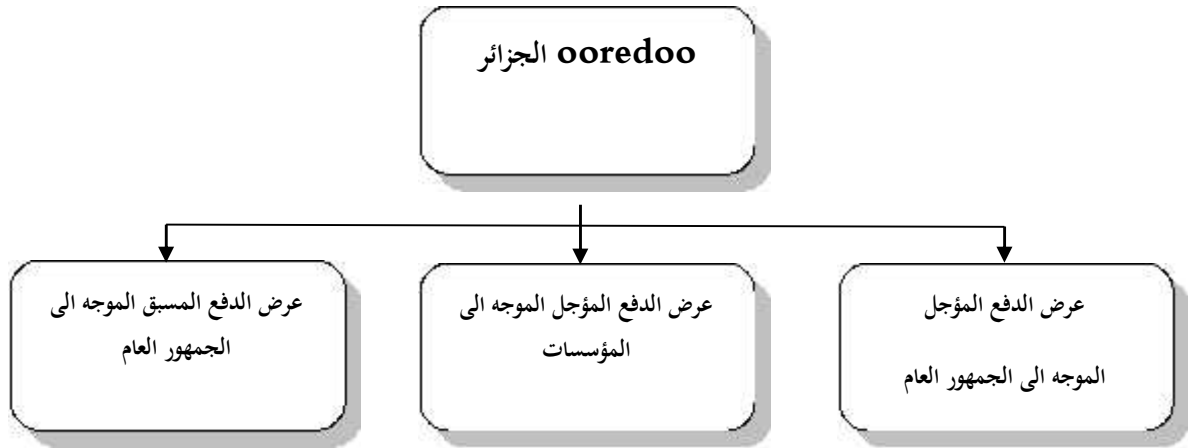 ooredoo الجزائر
عرض الدفع المؤجل
الموجه الى الجمهور العام
عرض الدفع المؤجل الموجه الى
المؤسسات
عرض الدفع المسبق الموجه الى
الجمهور العام